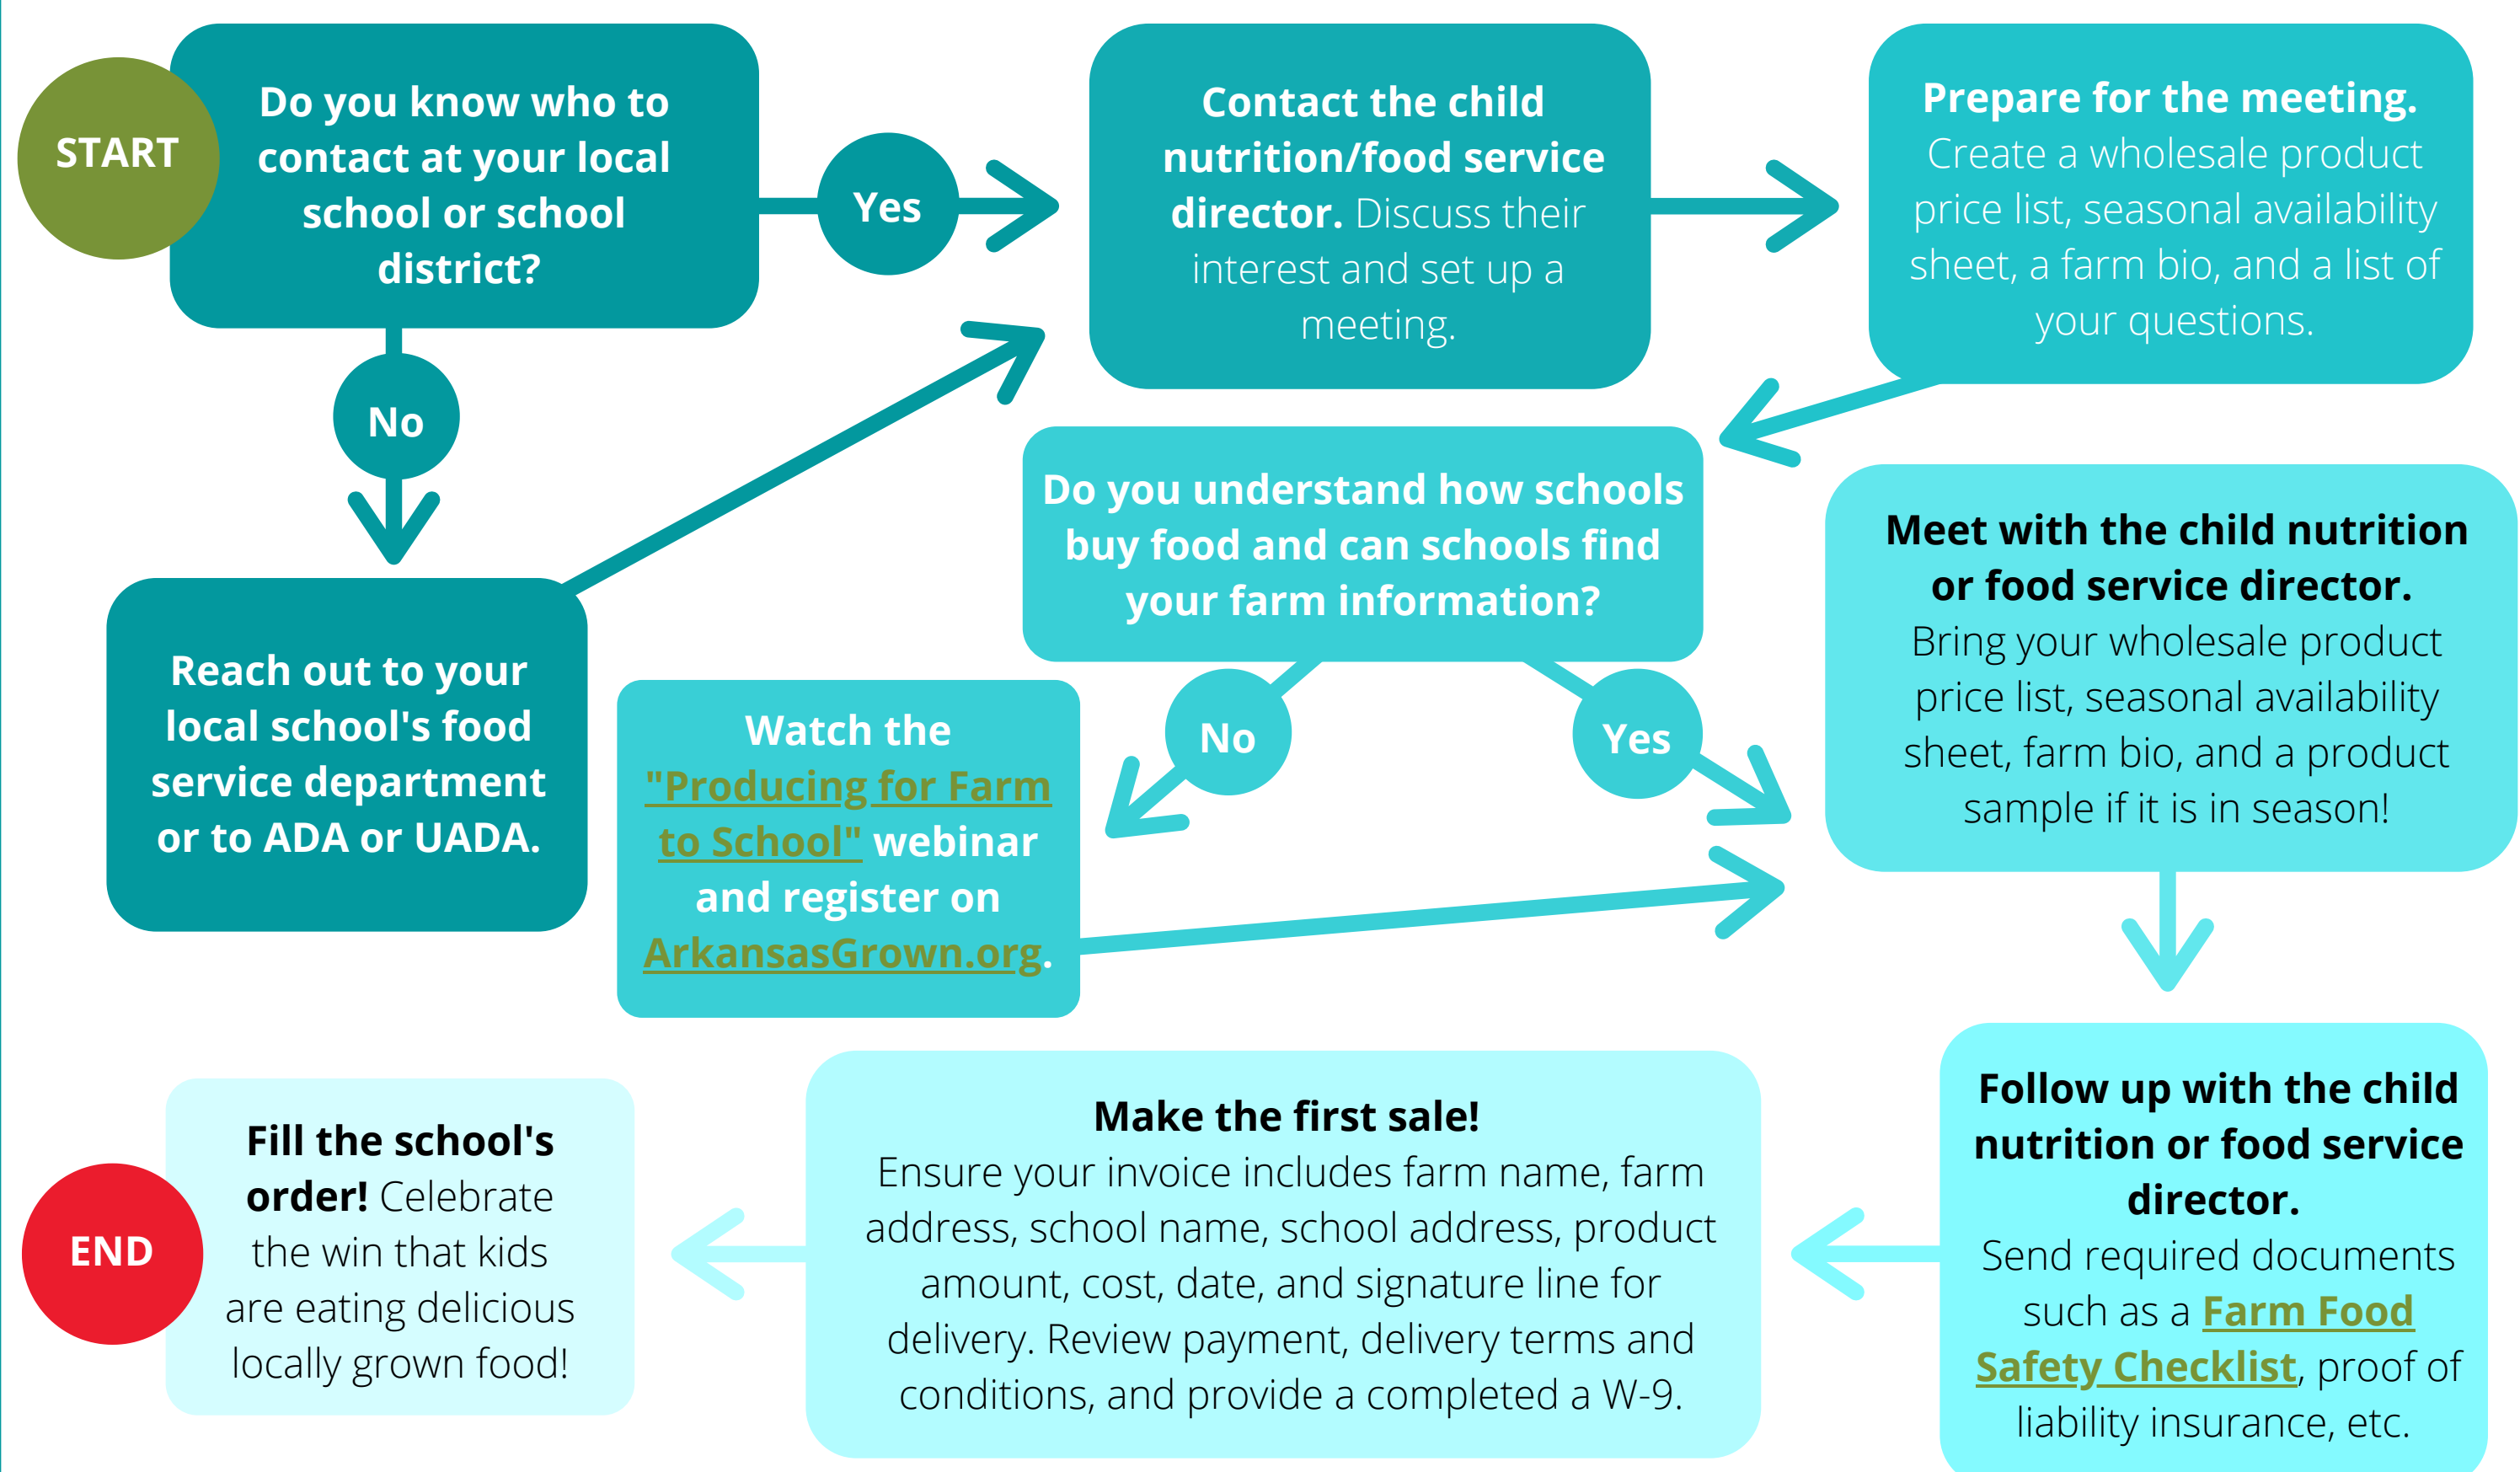 START
Do you know who to
contact at your local
school or school
district?
Yes
Contact the child
nutrition/food service
director. Discuss their
interest and set up a
meeting.
Prepare for the meeting.
Create a wholesale product
price list, seasonal availability
sheet, a farm bio, and a list of
your questions.
No
Reach out to your
local school's food
service department
or to ADA or UADA.
Do you understand how schools
buy food and can schools find
your farm information?
No
Yes
Watch the
"Producing for Farm
to School" webinar
and register on
ArkansasGrown.org.
Meet with the child nutrition
or food service director.
Bring your wholesale product
price list, seasonal availability
sheet, farm bio, and a product
sample if it is in season!
Follow up with the child
nutrition or food service
director.
Send required documents
such as a Farm Food
Safety Checklist, proof of
liability insurance, etc.
Make the first sale!
Ensure your invoice includes farm name, farm
address, school name, school address, product
amount, cost, date, and signature line for
delivery. Review payment, delivery terms and
conditions, and provide a completed a W-9.
Fill the school's
order! Celebrate
the win that kids
are eating delicious
locally grown food!
END